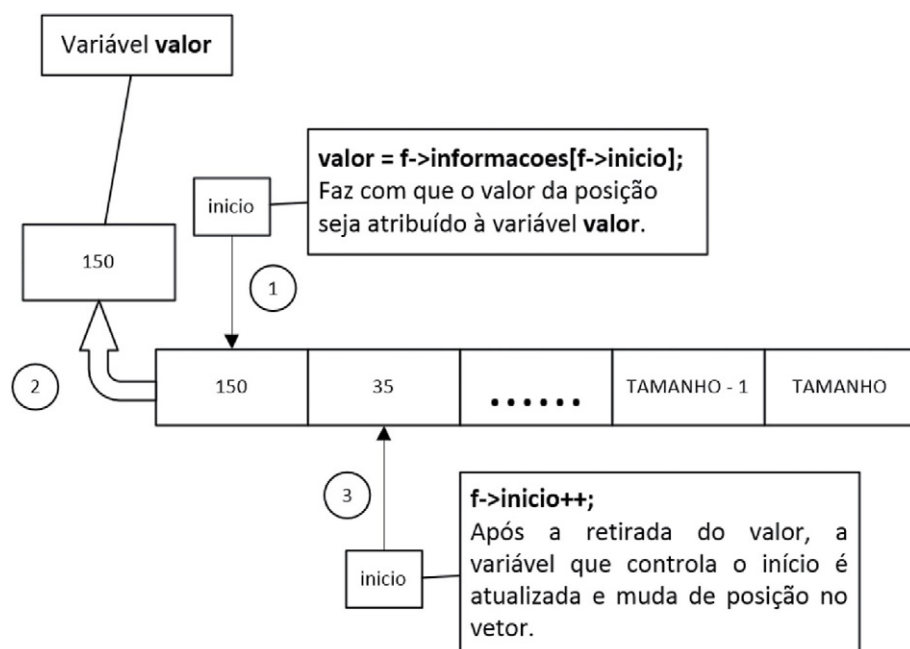 Variável valor
valor = f->informacoes[f->inicio];
Faz com que o valor da posição
seja atribuído à variável valor.
inicio
150
1
2
150
35
......
TAMANHO - 1
TAMANHO
3
f->inicio++;
Após a retirada do valor, a
variável que controla o início é
atualizada e muda de posição no
vetor.
inicio